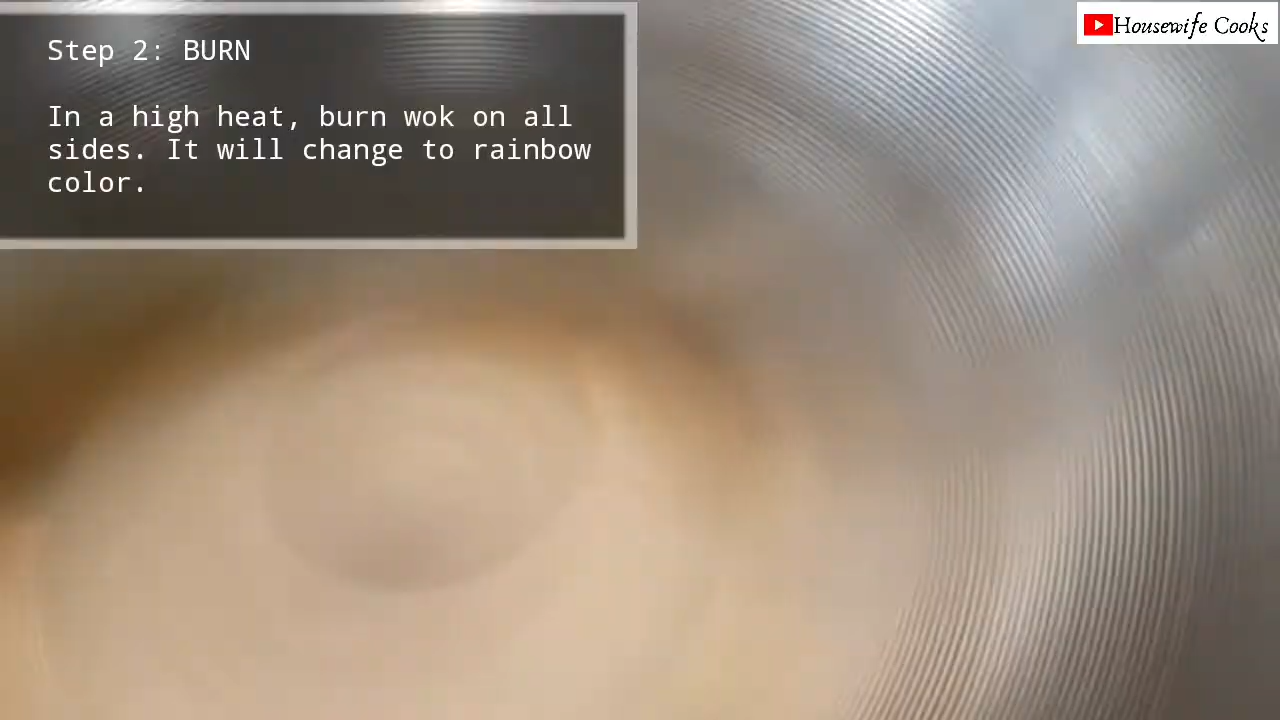 Step 2: BURN
In a high heat, burn wok on all
sides. It will change to rainbow
color.
Housewife Cooks